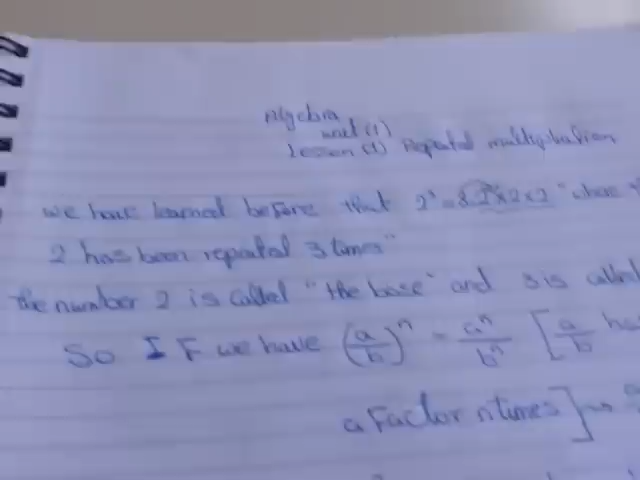 Algebra
unit (1)
Lesson (1) Repeated multiplication
we have learned before that 2³ = 2 × 2 × 2 "where
2 has been repeated 3 times"
the number 2 is called "the base" and 3 is called
So IF we have (a/b)ⁿ = aⁿ/bⁿ [a/b has
a Factor n times] →